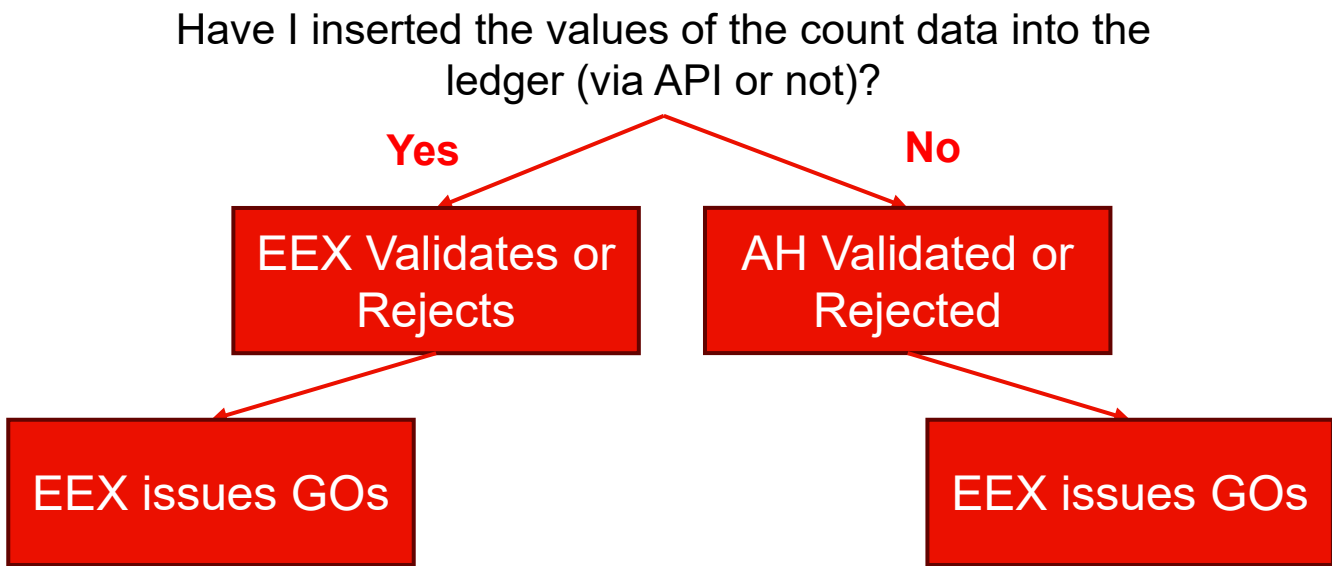 Have I inserted the values of the count data into the
ledger (via API or not)?
Yes
No
EEX Validates or
Rejects
AH Validated or
Rejected
EEX issues GOs
EEX issues GOs